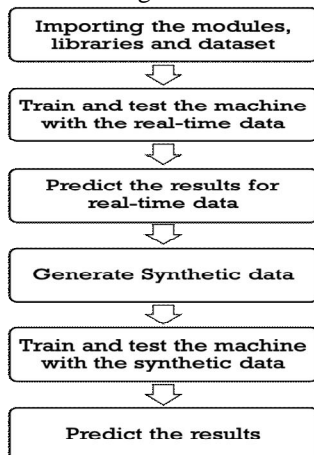 Importing the modules,
libraries and dataset
Train and test the machine
with the real-time data
Predict the results for
real-time data
Generate Synthetic data
Train and test the machine
with the synthetic data
Predict the results